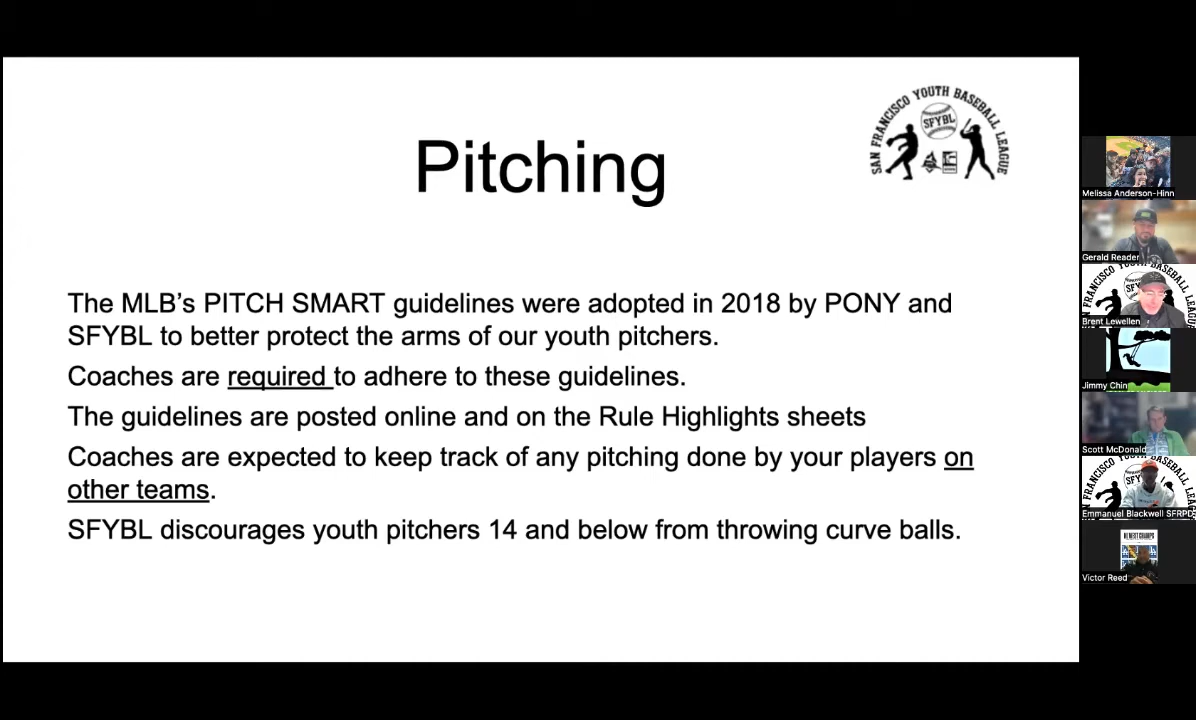 SAN FRANCISCO YOUTH BASEBALL LEAGUE
SFYBL
Pitching
The MLB's PITCH SMART guidelines were adopted in 2018 by PONY and
SFYBL to better protect the arms of our youth pitchers.
Coaches are required to adhere to these guidelines.
The guidelines are posted online and on the Rule Highlights sheets
Coaches are expected to keep track of any pitching done by your players on
other teams.
SFYBL discourages youth pitchers 14 and below from throwing curve balls.
Melissa Anderson-Hinn
Gerald Reader
Brent Lewellen
Jimmy Chin
Scott McDonald
Emmanuel Blackwell SFRPD
Victor Reed